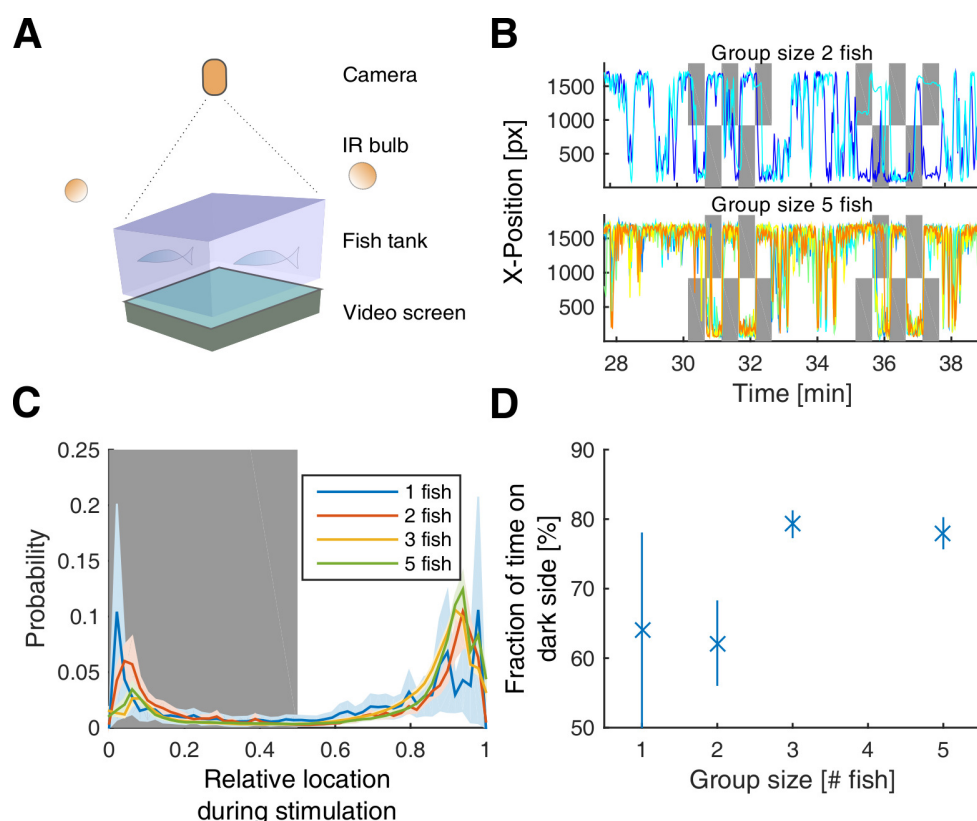 A
Camera
IR bulb
Fish tank
Video screen
B
Group size 2 fish
1500
1000
500
Group size 5 fish
1500
1000
500
X-Position [px]
28 30 32 34 36 38
Time [min]
C
0.25
0.2
0.15
0.1
0.05
0
Probability
1 fish
2 fish
3 fish
5 fish
0 0.2 0.4 0.6 0.8 1
Relative location
during stimulation
D
90
80
70
60
50
Fraction of time on
dark side [%]
1 2 3 4 5
Group size [# fish]